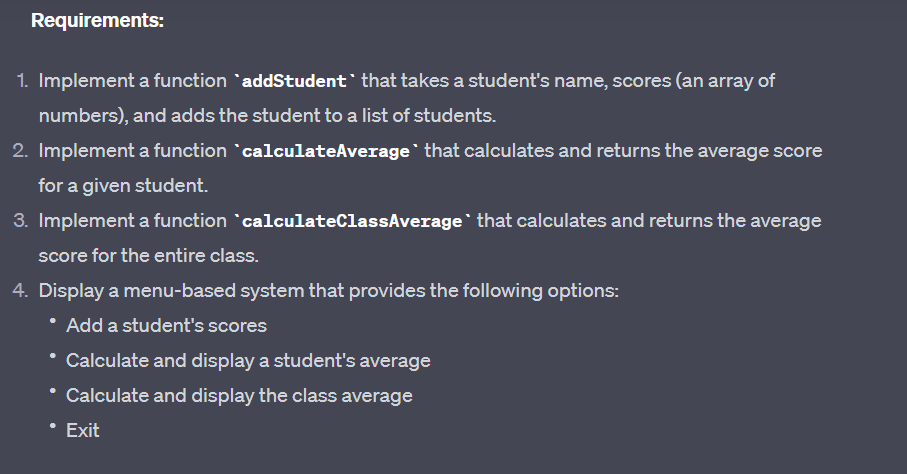 Requirements:
1. Implement a function `addStudent` that takes a student's name, scores (an array of
numbers), and adds the student to a list of students.
2. Implement a function `calculateAverage` that calculates and returns the average score
for a given student.
3. Implement a function `calculateClassAverage` that calculates and returns the average
score for the entire class.
4. Display a menu-based system that provides the following options:
• Add a student's scores
• Calculate and display a student's average
• Calculate and display the class average
• Exit